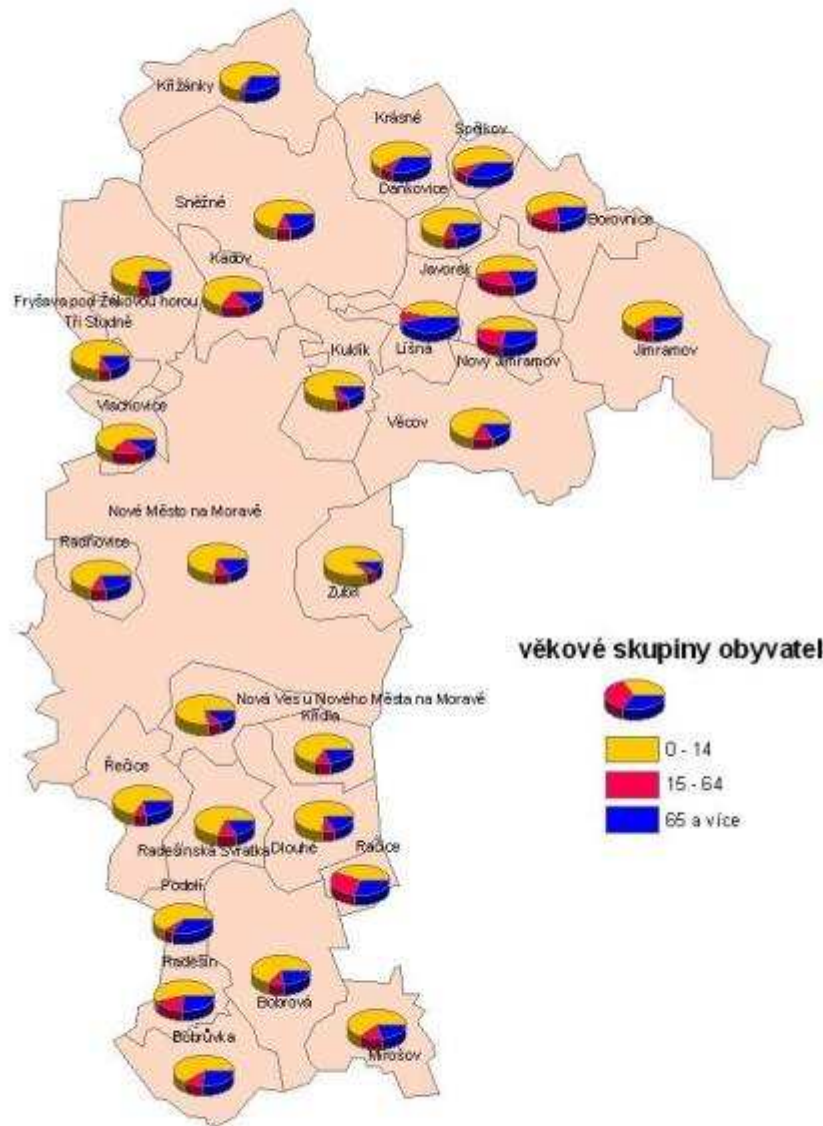 Křižánky
Krásné
Spělkov
Daňkovice
Sněžné
Borovnice
Kadov
Javorek
Fryšava pod Žákovou horou
Tři Studně
Kuklík
Líšná
Nový Jimramov
Jimramov
Vlachovice
Věcov
Nové Město na Moravě
Radňovice
Zubří
věkové skupiny obyvatel
0 - 14
15 - 64
65 a více
Nová Ves u Nového Města na Moravě
Křídla
Řečice
Radešínská Svratka
Dlouhé
Račice
Podolí
Radešín
Bobrová
Bobrůvka
Mirošov